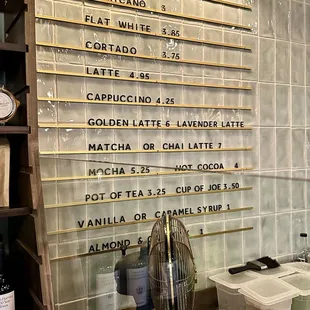 3
FLAT WHITE 3.85
CORTADO 3.75
LATTE 4.95
CAPPUCCINO 4.25
GOLDEN LATTE 6 LAVENDER LATTE
MATCHA OR CHAI LATTE 7
MOCHA 5.25 HOT COCOA 4
POT OF TEA 3.25 CUP OF JOE 3.50
VANILLA OR CARAMEL SYRUP 1
ALMOND & 1